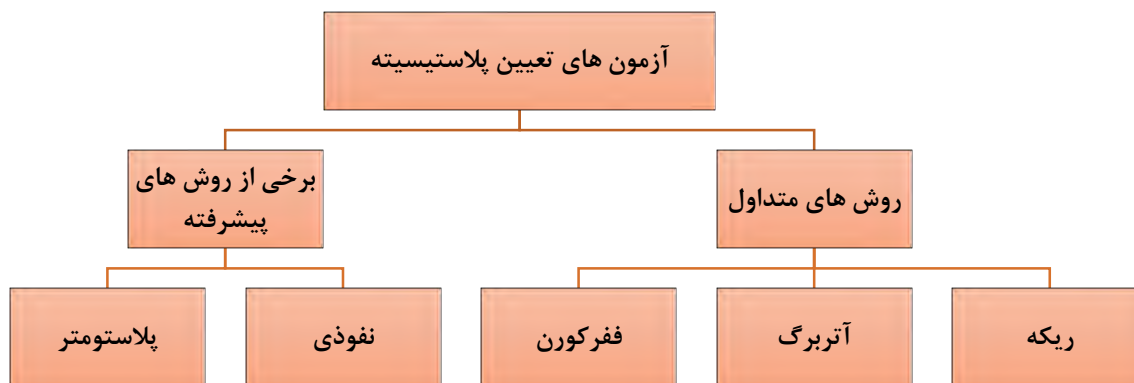 آزمون های تعیین پلاستیسیته
روش های متداول
برخی از روش های
پیشرفته
ریکه
آتربرگ
ففرکورن
نفوذی
پلاستومتر